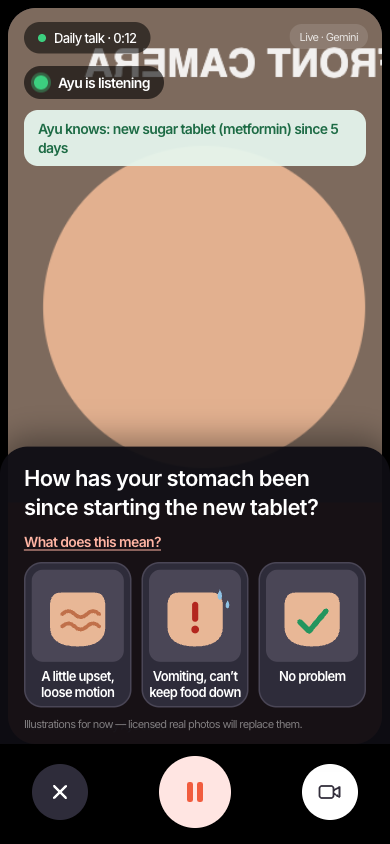 Daily talk · 0:12
Live · Gemini
FRONT CAMERA
Ayu is listening
Ayu knows: new sugar tablet (metformin) since 5
days
How has your stomach been
since starting the new tablet?
What does this mean?
A little upset,
loose motion
Vomiting, can't
keep food down
No problem
Illustrations for now — licensed real photos will replace them.